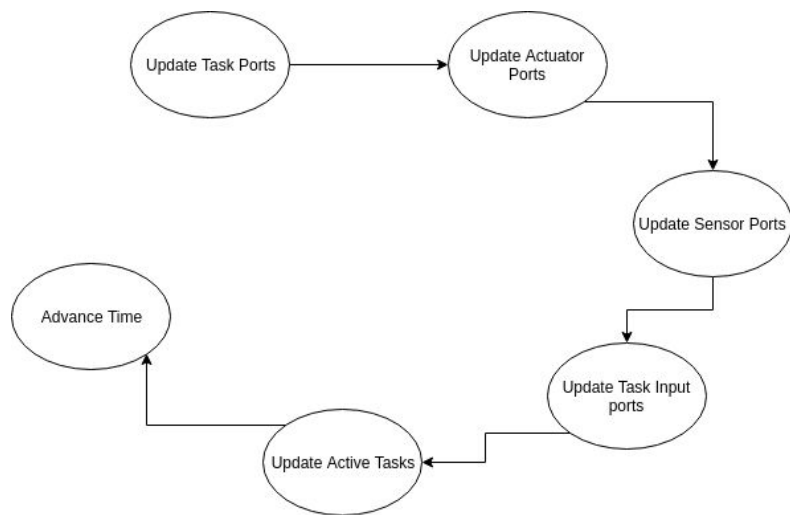 Update Task Ports
Update Actuator
Ports
Update Sensor Ports
Update Task Input
ports
Update Active Tasks
Advance Time